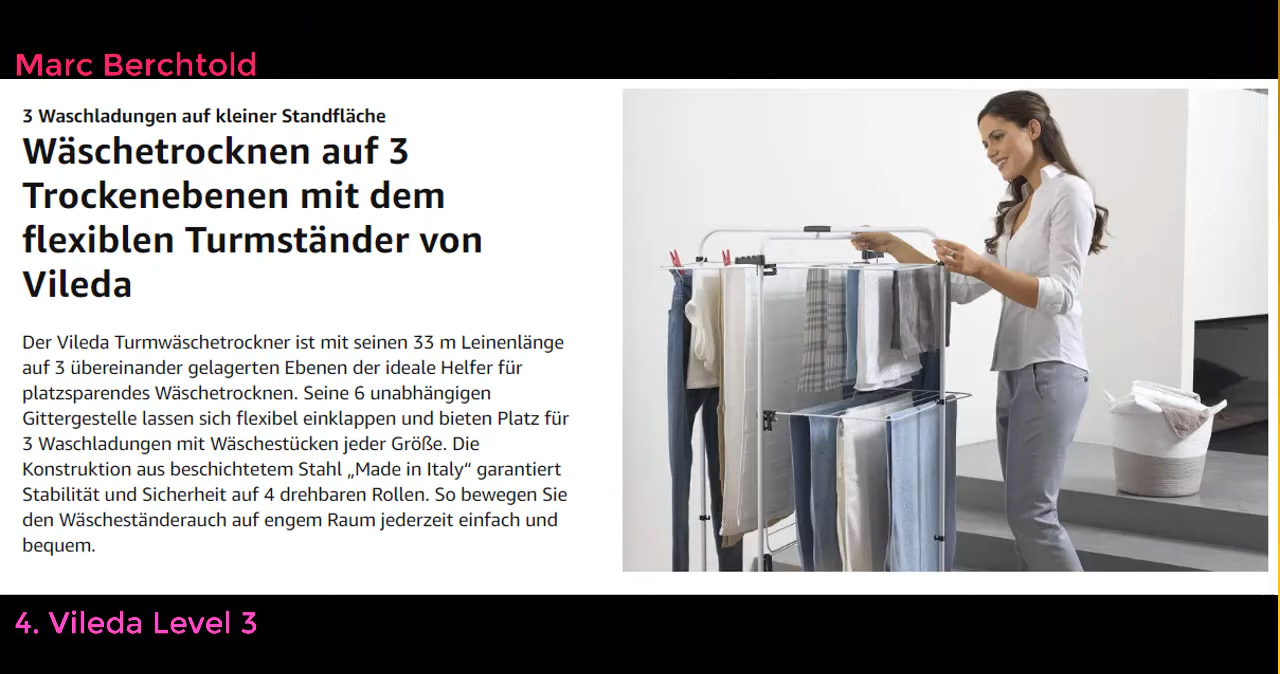 Marc Berchtold
3 Waschladungen auf kleiner Standfläche
Wäschetrocknen auf 3
Trockenebenen mit dem
flexiblen Turmständer von
Vileda
Der Vileda Turmwäschetrockner ist mit seinen 33 m Leinenlänge
auf 3 übereinander gelagerten Ebenen der ideale Helfer für
platzsparendes Wäschetrocknen. Seine 6 unabhängigen
Gittergestelle lassen sich flexibel einklappen und bieten Platz für
3 Waschladungen mit Wäschestücken jeder Größe. Die
Konstruktion aus beschichtetem Stahl „Made in Italy“ garantiert
Stabilität und Sicherheit auf 4 drehbaren Rollen. So bewegen Sie
den Wäscheständerauch auf engem Raum jederzeit einfach und
bequem.
4. Vileda Level 3